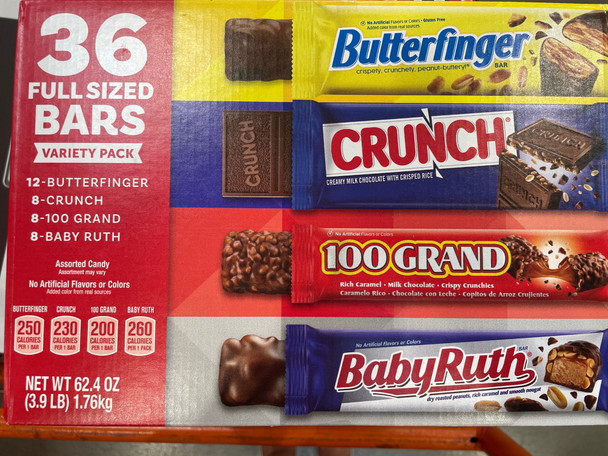 36
FULL SIZED
BARS
VARIETY PACK
12-BUTTERFINGER
8-CRUNCH
8-100 GRAND
8-BABY RUTH
Assorted Candy
Assortment may vary
No Artificial Flavors or Colors
Added color from real sources
BUTTERFINGER CRUNCH 100 GRAND BABY RUTH
250 230 200 260
CALORIES CALORIES CALORIES CALORIES
PER 1 BAR PER 1 BAR PER 1 BAR PER 1 PACK
NET WT 62.4 OZ
(3.9 LB) 1.76kg
No Artificial Flavors or Colors • Gluten Free
Added color from real sources
Butterfinger
BAR
crispety, crunchety, peanut-buttery!
CRUNCH
CRUNCH
CREAMY MILK CHOCOLATE WITH CRISPED RICE
No Artificial Flavors or Colors
100 GRAND
Rich Caramel • Milk Chocolate • Crispy Crunchies
Caramelo Rico • Chocolate con Leche • Copitos de Arroz Crujientes
No Artificial Flavors or Colors
BabyRuth
BAR
dry roasted peanuts, rich caramel and smooth nougat